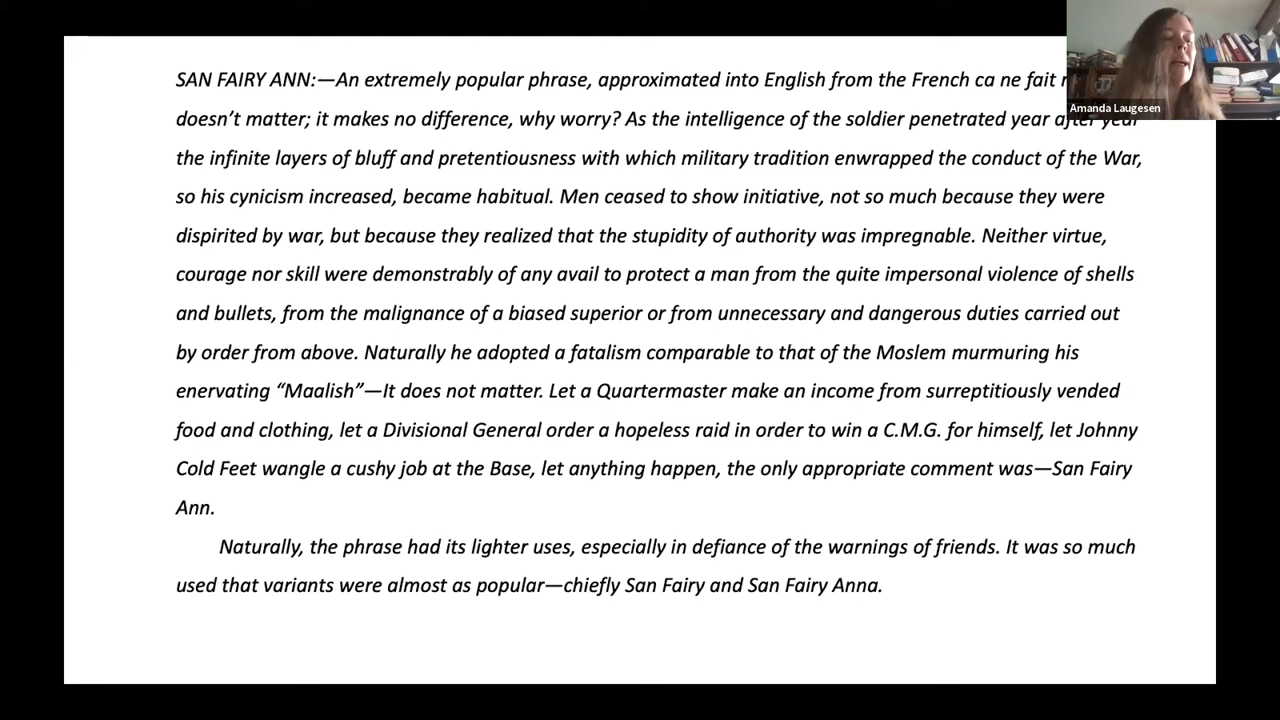 SAN FAIRY ANN:—An extremely popular phrase, approximated into English from the French ca ne fait
doesn't matter; it makes no difference, why worry? As the intelligence of the soldier penetrated year after year
the infinite layers of bluff and pretentiousness with which military tradition enwrapped the conduct of the War,
so his cynicism increased, became habitual. Men ceased to show initiative, not so much because they were
dispirited by war, but because they realized that the stupidity of authority was impregnable. Neither virtue,
courage nor skill were demonstrably of any avail to protect a man from the quite impersonal violence of shells
and bullets, from the malignance of a biased superior or from unnecessary and dangerous duties carried out
by order from above. Naturally he adopted a fatalism comparable to that of the Moslem murmuring his
enervating “Maalish”—It does not matter. Let a Quartermaster make an income from surreptitiously vended
food and clothing, let a Divisional General order a hopeless raid in order to win a C.M.G. for himself, let Johnny
Cold Feet wangle a cushy job at the Base, let anything happen, the only appropriate comment was—San Fairy
Ann.
Naturally, the phrase had its lighter uses, especially in defiance of the warnings of friends. It was so much
used that variants were almost as popular—chiefly San Fairy and San Fairy Anna.
Amanda Laugesen